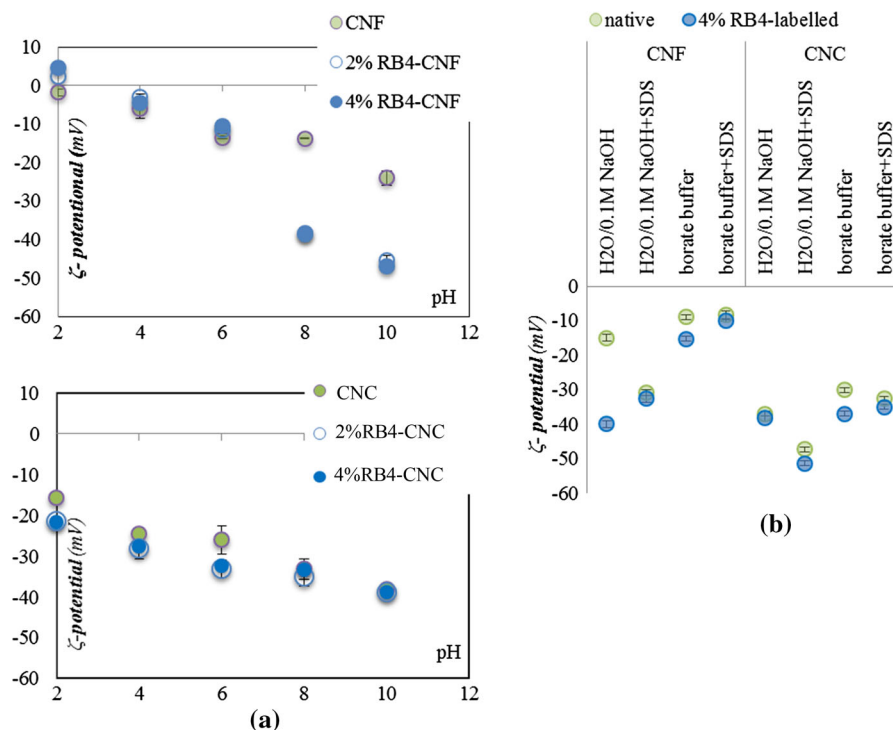 CNF
2% RB4-CNF
4% RB4-CNF
10
0
-10
-20
-30
-40
-50
-60
ζ- potentional (mV)
pH
2 4 6 8 10 12
CNC
2%RB4-CNC
4%RB4-CNC
10
0
-10
-20
-30
-40
-50
-60
ζ-potential (mV)
pH
2 4 6 8 10 12
(a)
native 4% RB4-labelled
CNF CNC
H2O/0.1M NaOH
H2O/0.1M NaOH+SDS
borate buffer
borate buffer+SDS
H2O/0.1M NaOH
H2O/0.1M NaOH+SDS
borate buffer
borate buffer+SDS
0
-10
-20
-30
-40
-50
-60
ζ- potential (mV)
(b)